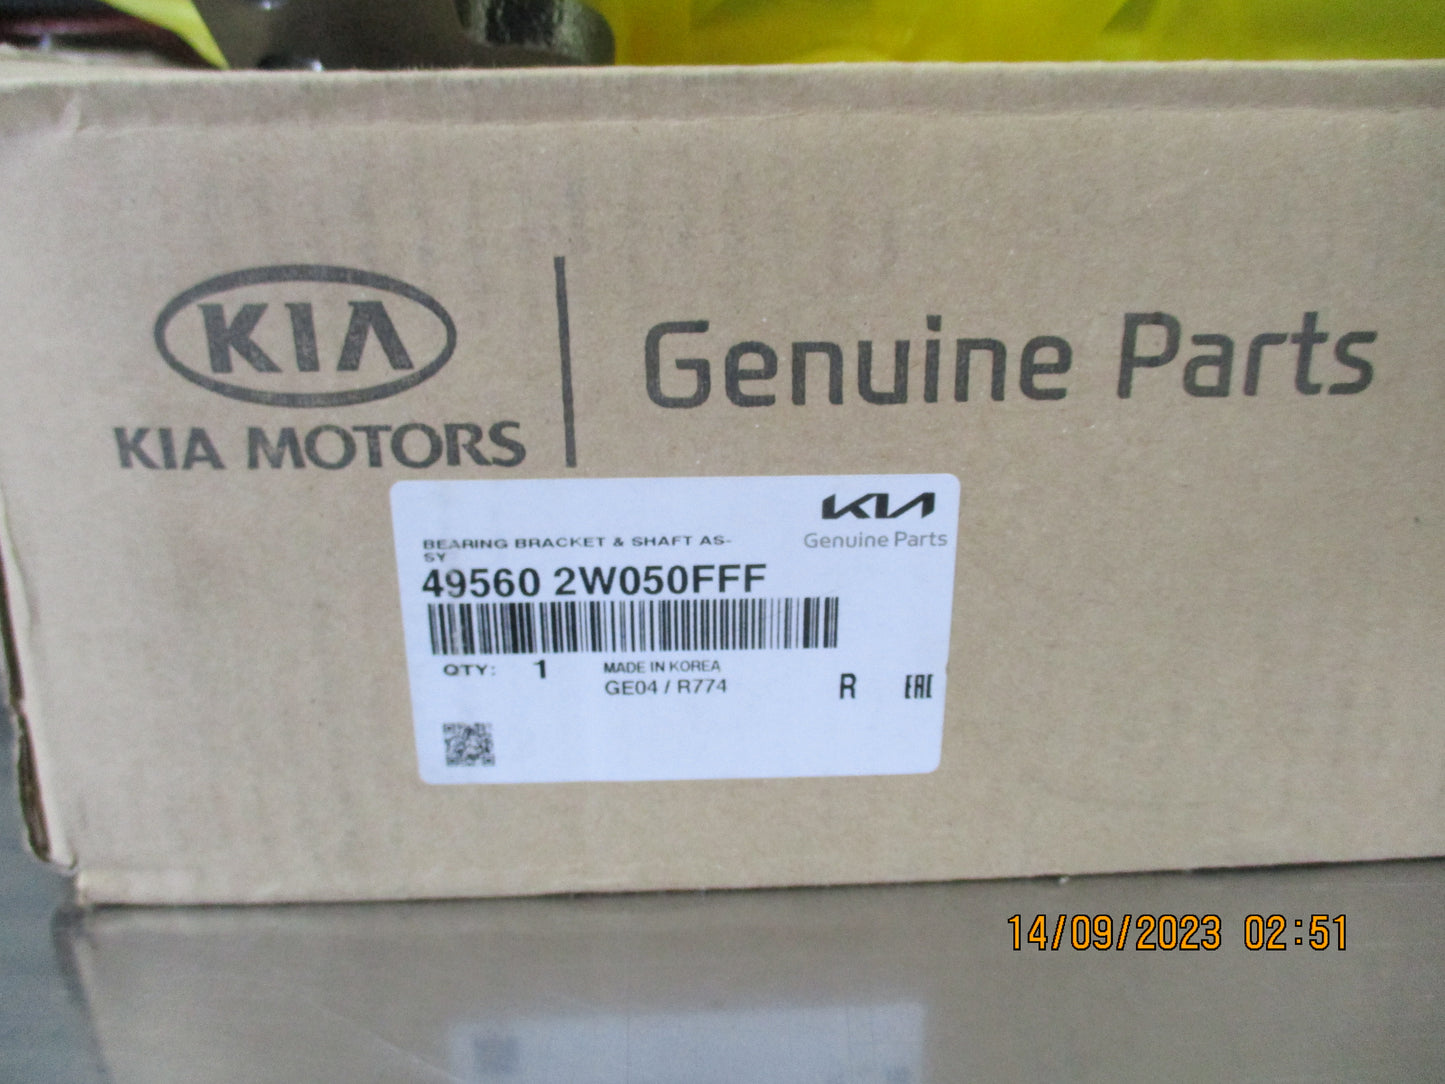 KIA
KIA MOTORS
Genuine Parts
KIA
Genuine Parts
BEARING BRACKET & SHAFT AS-
SY
49560 2W050FFF
QTY: 1
MADE IN KOREA
GE04 / R774
R
EAC
14/09/2023 02:51